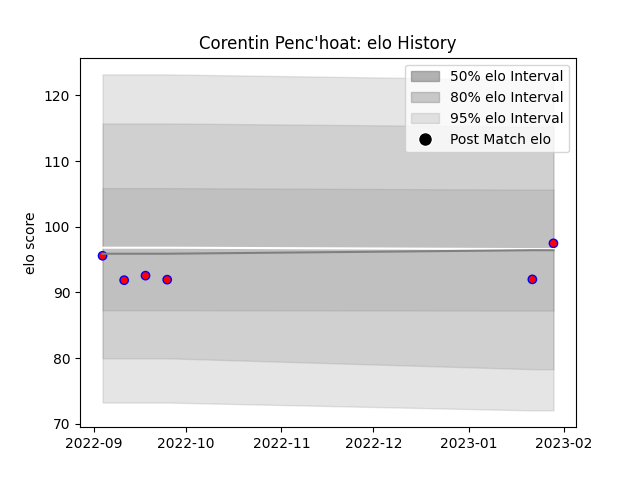 Corentin Penc'hoat: elo History
50% elo Interval
80% elo Interval
95% elo Interval
Post Match elo
elo score
120
110
100
90
80
70
2022-09
2022-10
2022-11
2022-12
2023-01
2023-02